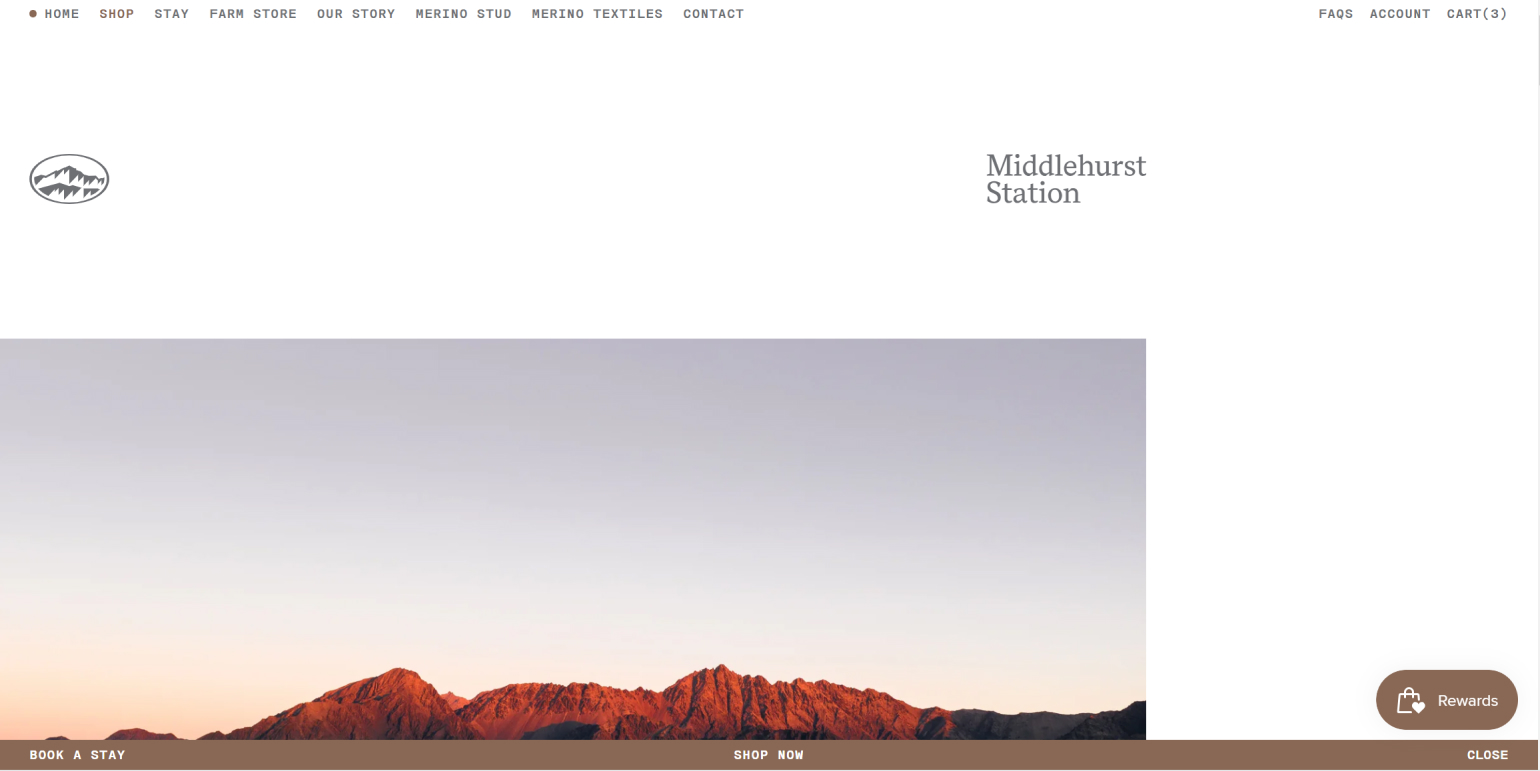 HOME SHOP STAY FARM STORE OUR STORY MERINO STUD MERINO TEXTILES CONTACT FAQS ACCOUNT CART(3)
Middlehurst
Station
Rewards
BOOK A STAY SHOP NOW CLOSE